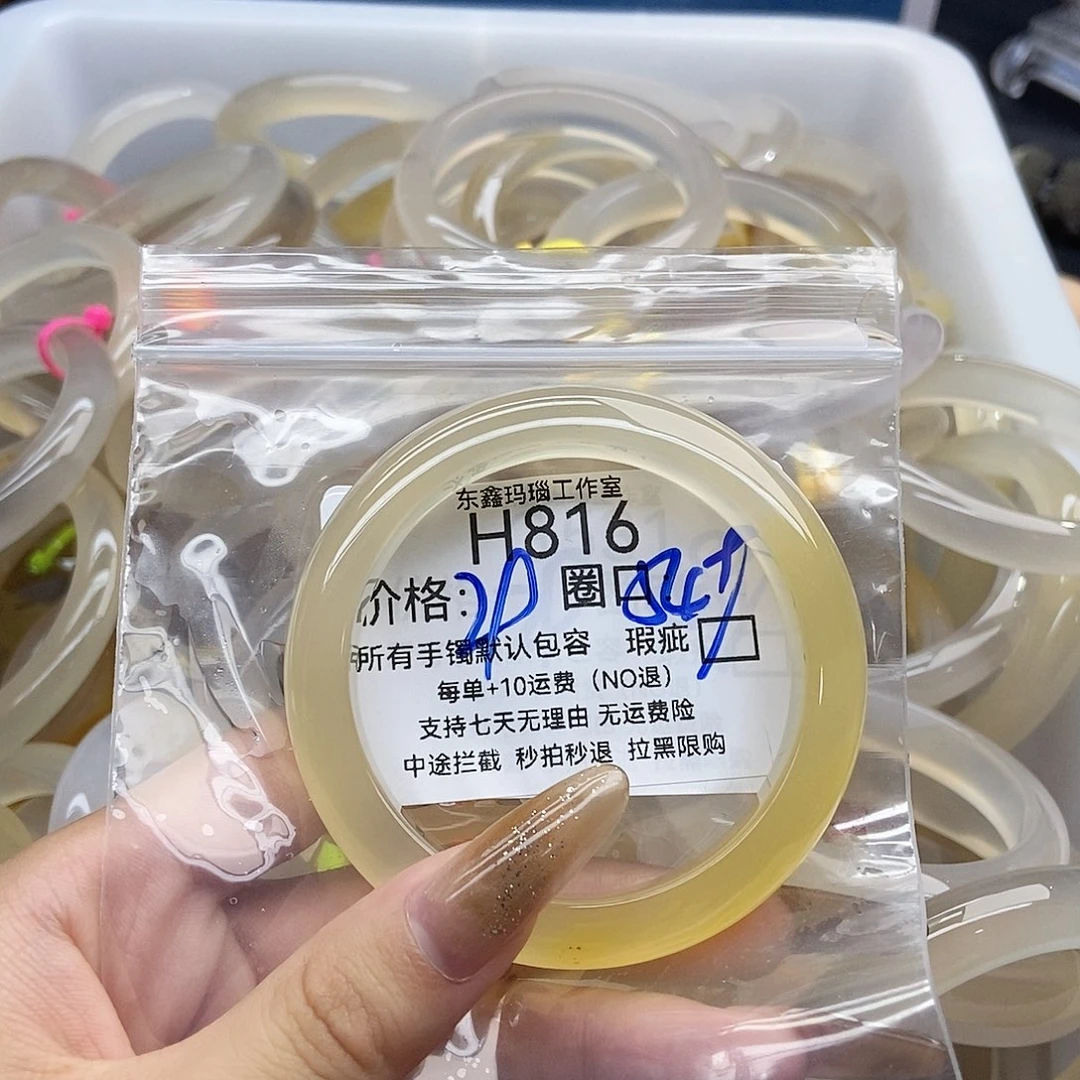 东鑫玛瑙工作室
H816
价格: 圈口
所有手镯默认包容 瑕疵
每单+10运费（NO退）
支持七天无理由 无运费险
中途拦截 秒拍秒退 拉黑限购